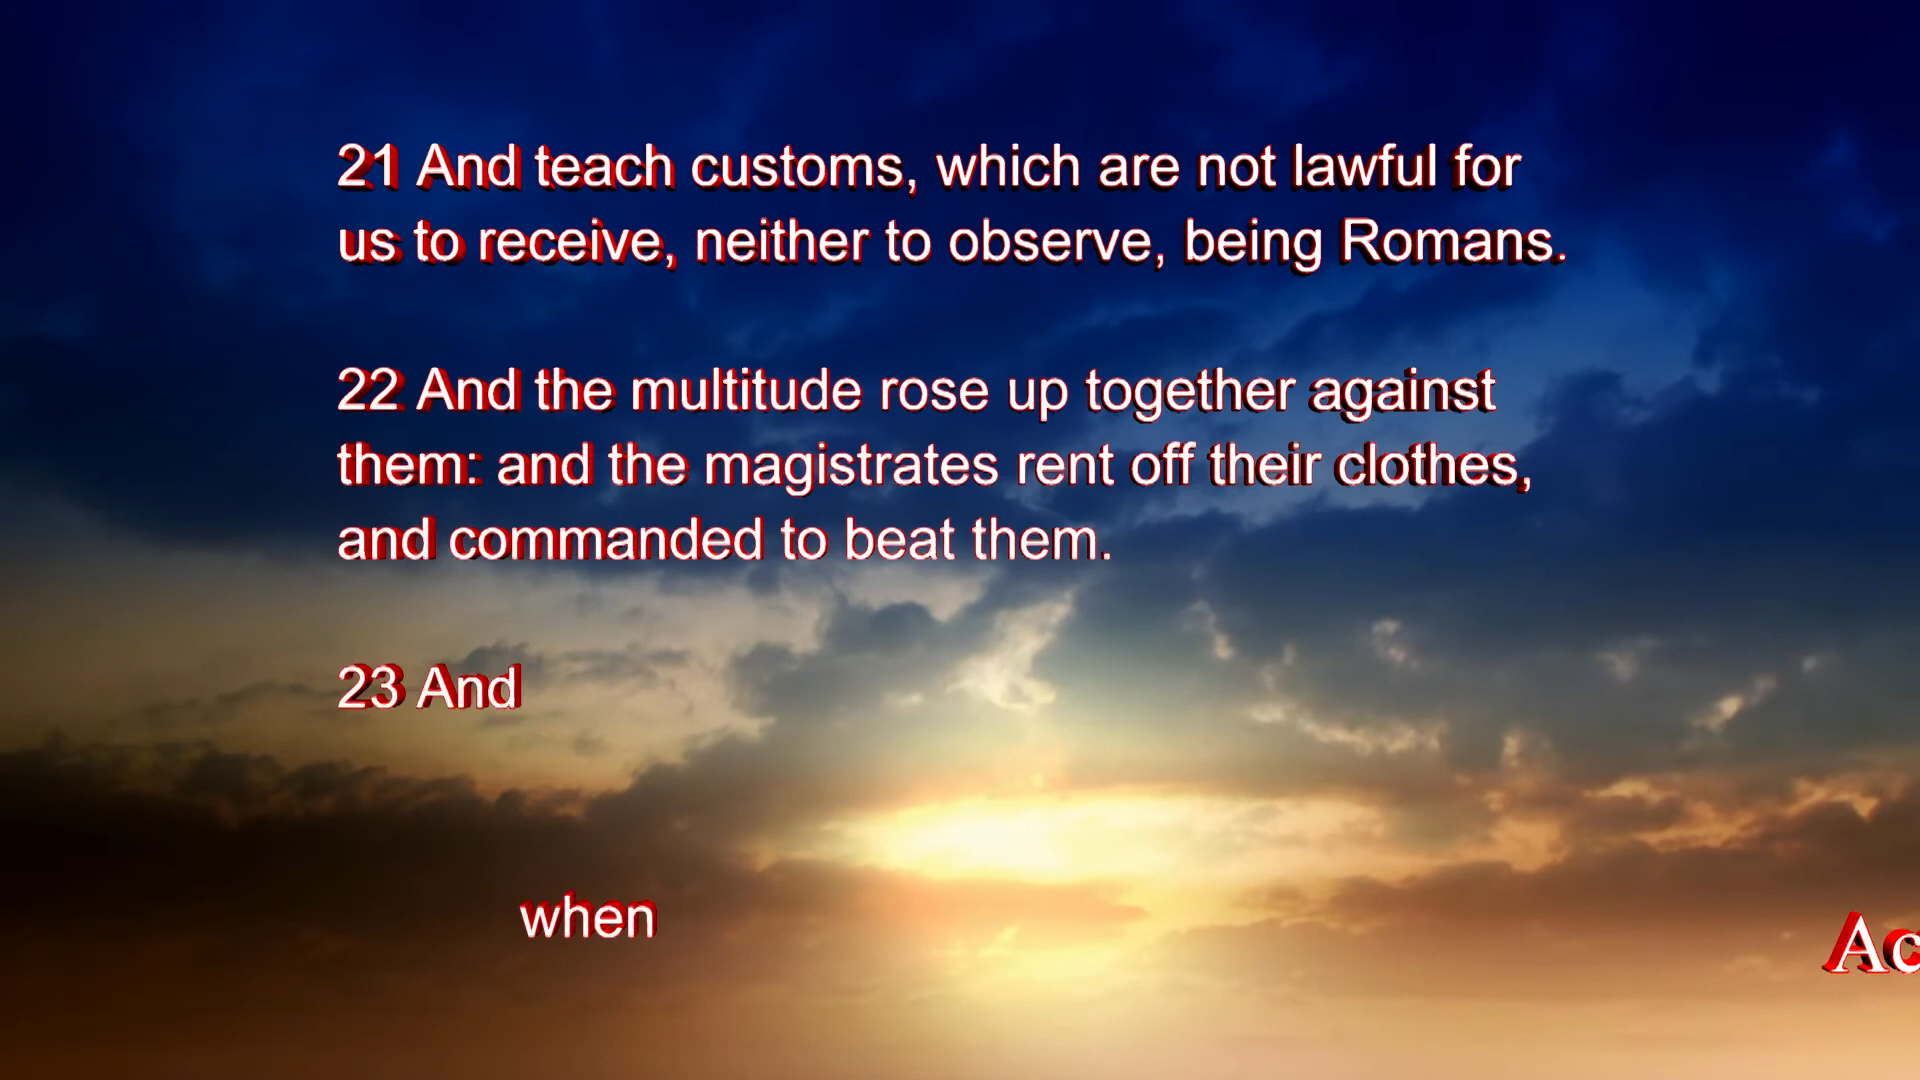 21 And teach customs, which are not lawful for
us to receive, neither to observe, being Romans.
22 And the multitude rose up together against
them: and the magistrates rent off their clothes,
and commanded to beat them.
23 And
when
Ac